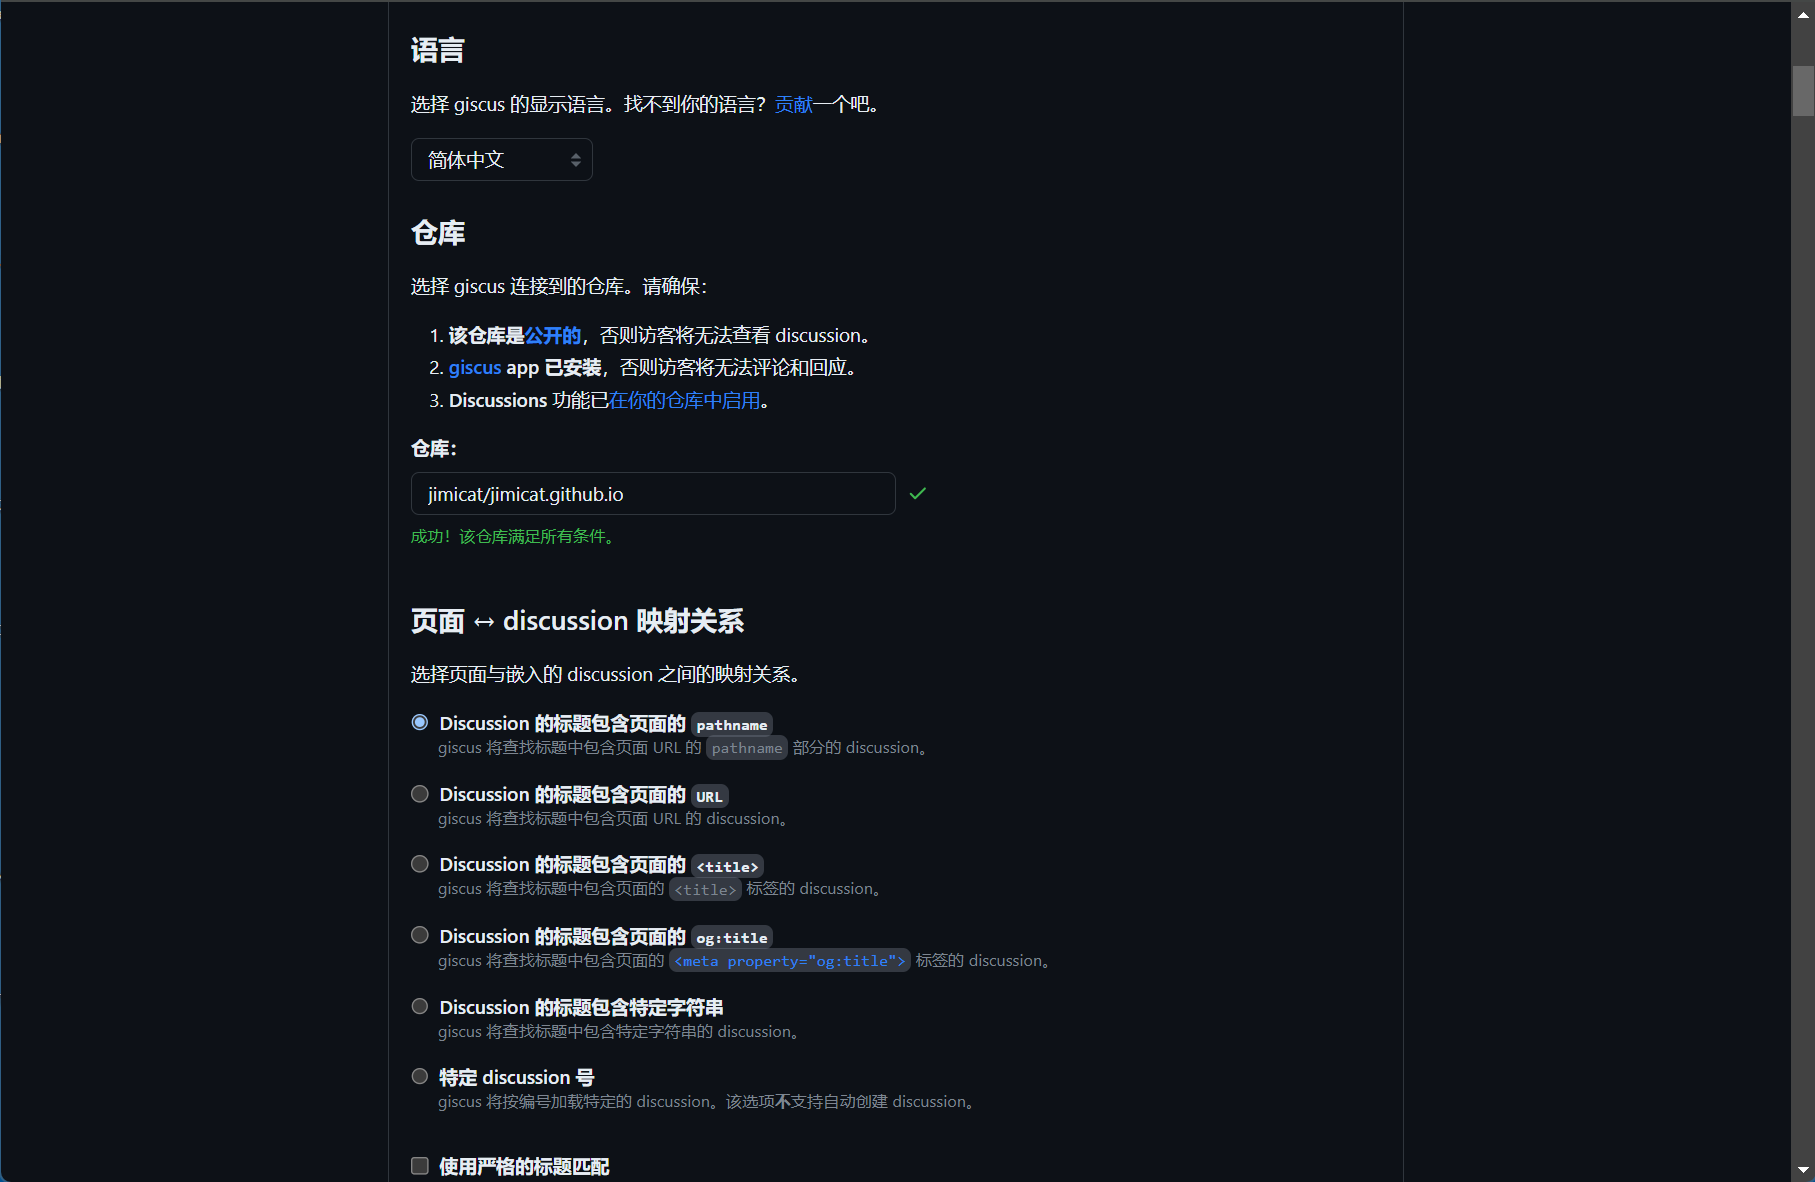 语言
选择 giscus 的显示语言。找不到你的语言？贡献一个吧。
简体中文
仓库
选择 giscus 连接到的仓库。请确保：
1. 该仓库是公开的，否则访客将无法查看 discussion。
2. giscus app 已安装，否则访客将无法评论和回应。
3. Discussions 功能已在你的仓库中启用。
仓库：
jimicat/jimicat.github.io
成功！该仓库满足所有条件。
页面 ↔ discussion 映射关系
选择页面与嵌入的 discussion 之间的映射关系。
Discussion 的标题包含页面的 pathname
giscus 将查找标题中包含页面 URL 的 pathname 部分的 discussion。
Discussion 的标题包含页面的 URL
giscus 将查找标题中包含页面 URL 的 discussion。
Discussion 的标题包含页面的 <title>
giscus 将查找标题中包含页面的 <title> 标签的 discussion。
Discussion 的标题包含页面的 og:title
giscus 将查找标题中包含页面的 <meta property="og:title"> 标签的 discussion。
Discussion 的标题包含特定字符串
giscus 将查找标题中包含特定字符串的 discussion。
特定 discussion 号
giscus 将按编号加载特定的 discussion。该选项不支持自动创建 discussion。
使用严格的标题匹配